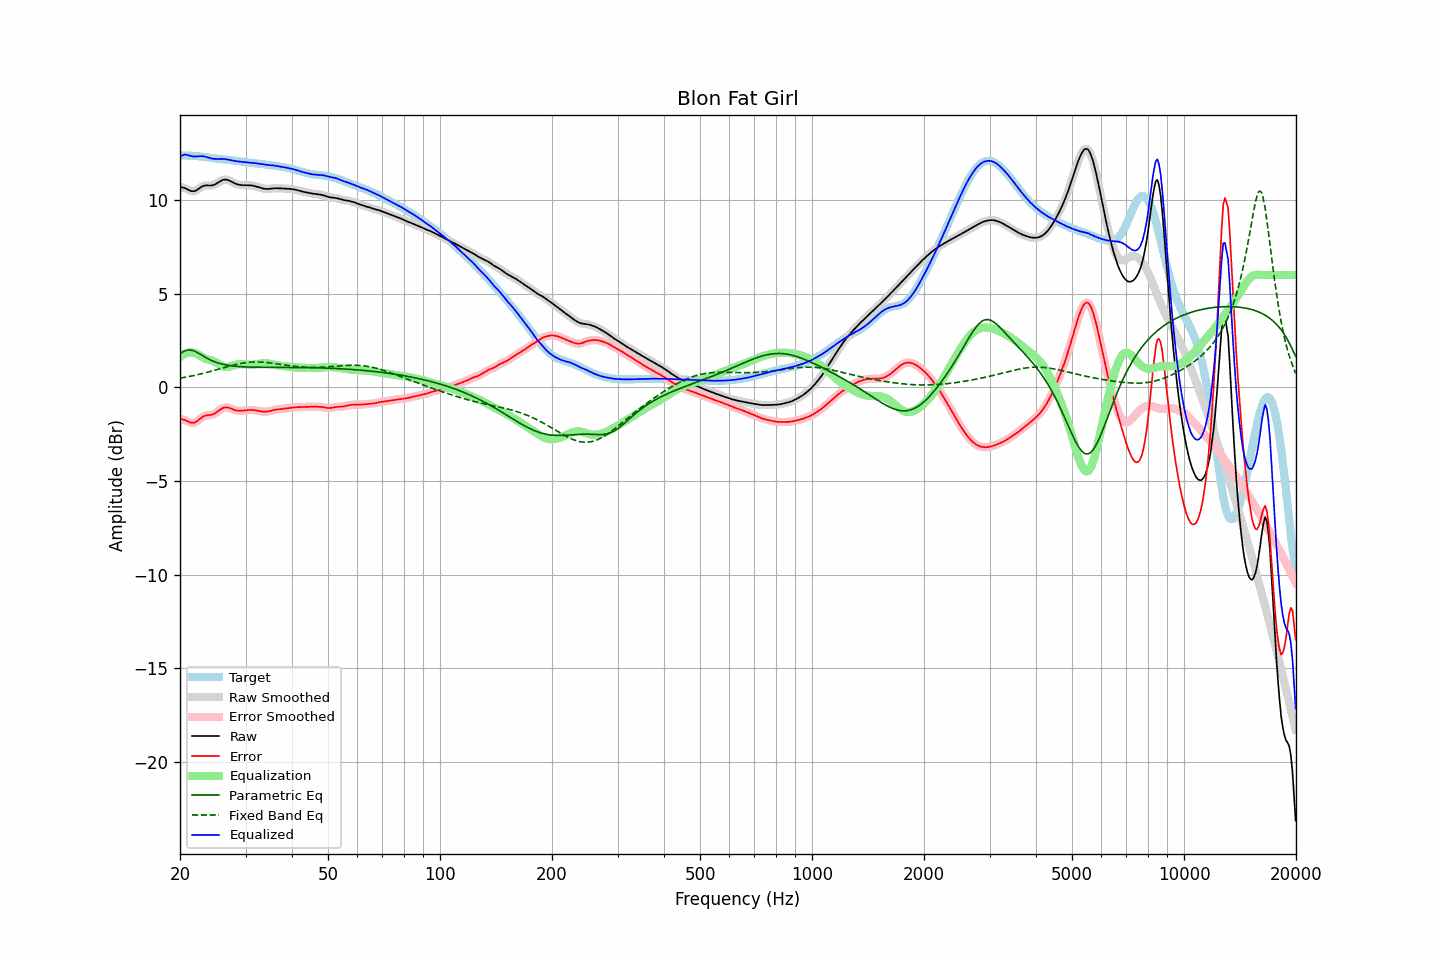 Blon Fat Girl
Amplitude (dBr)
10
5
0
−5
−10
−15
−20
Target
Raw Smoothed
Error Smoothed
Raw
Error
Equalization
Parametric Eq
Fixed Band Eq
Equalized
20 50 100 200 500 1000 2000 5000 10000 20000
Frequency (Hz)